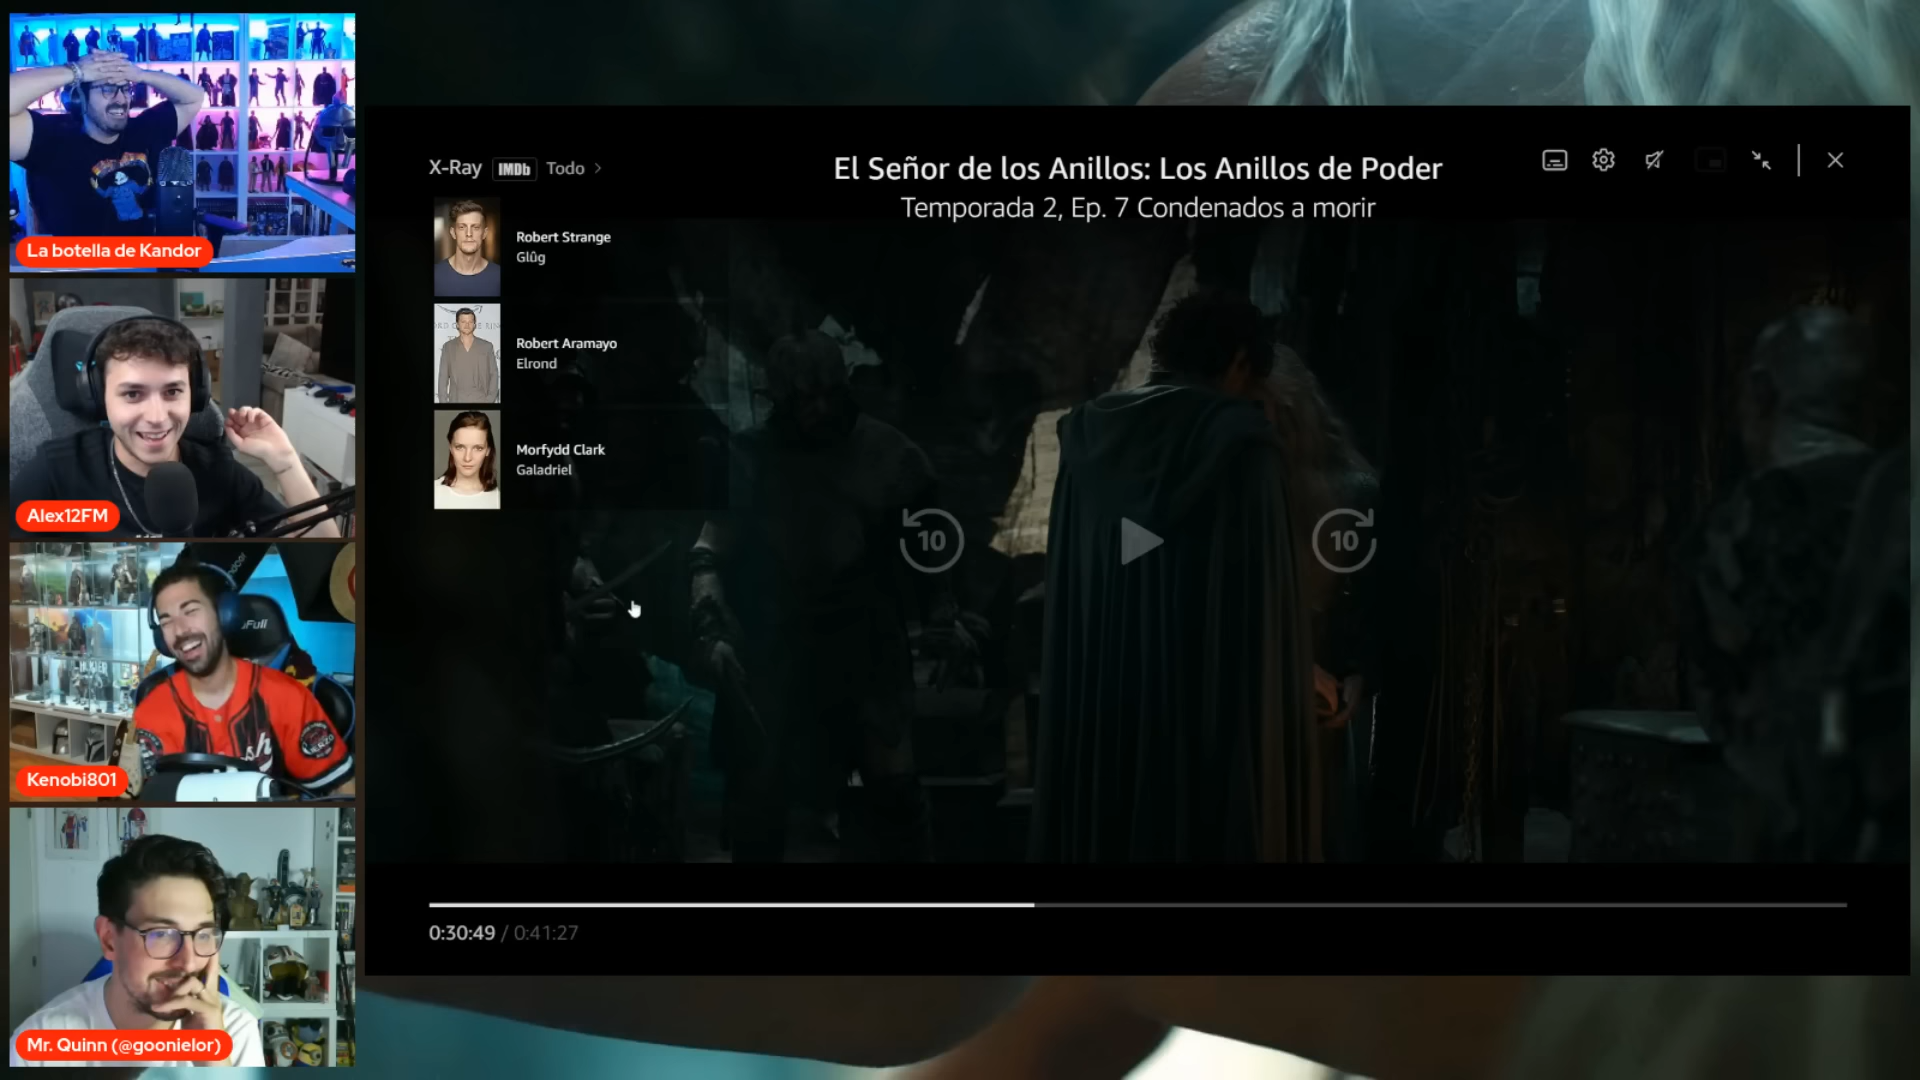 La botella de Kandor
Alex12FM
Kenobi801
Mr. Quinn (@goonielor)
X-Ray IMDb Todo
El Señor de los Anillos: Los Anillos de Poder
Temporada 2, Ep. 7 Condenados a morir
Robert Strange
Glûg
Robert Aramayo
Elrond
Morfydd Clark
Galadriel
10
10
0:30:49 / 0:41:27